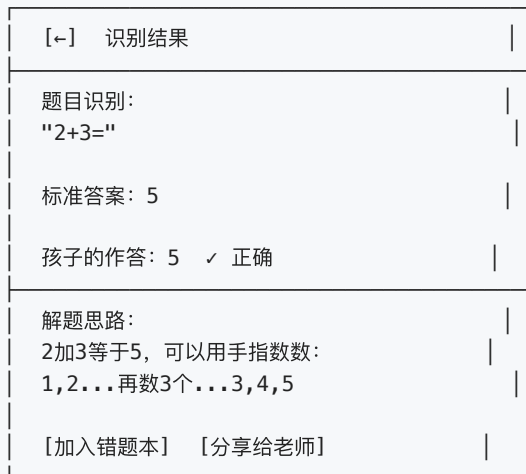 [←] 识别结果
题目识别：
"2+3="
标准答案：5
孩子的作答：5 ✓ 正确
解题思路：
2加3等于5，可以用手指数数：
1,2...再数3个...3,4,5
[加入错题本] [分享给老师]